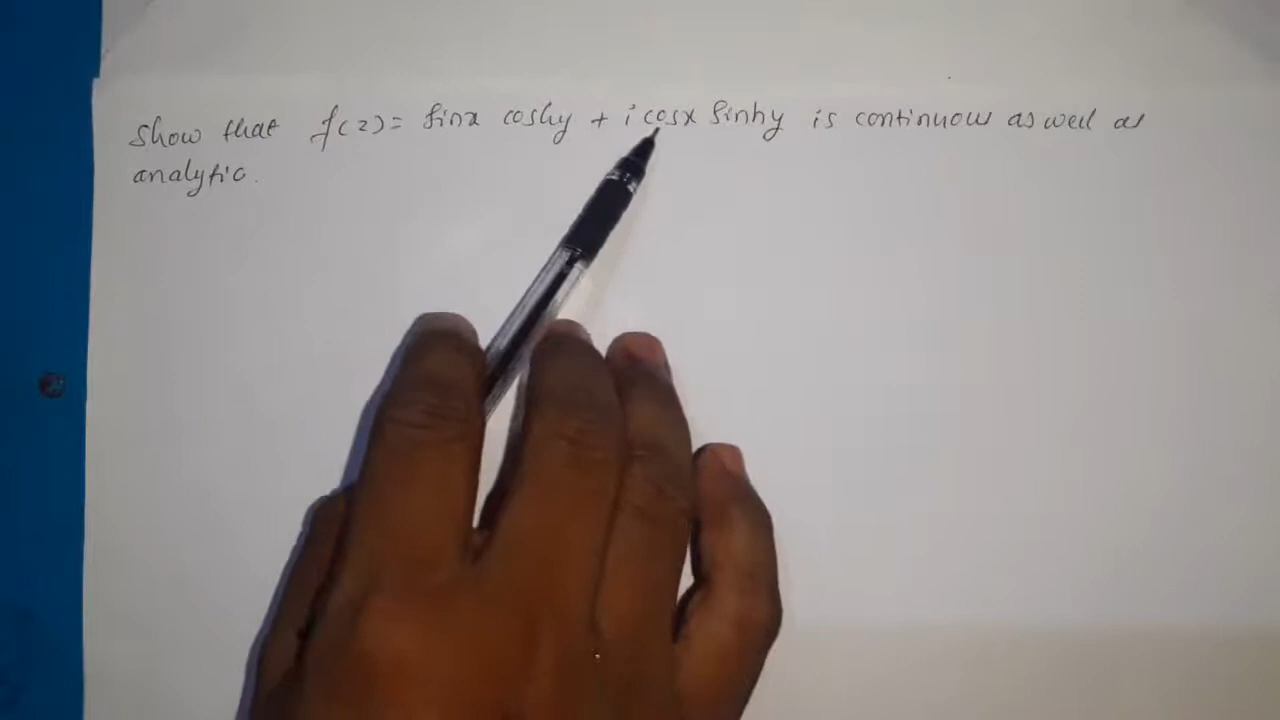 Show that f(z)= sinx coshy + i cosx sinhy is continuous as well as
analytic.